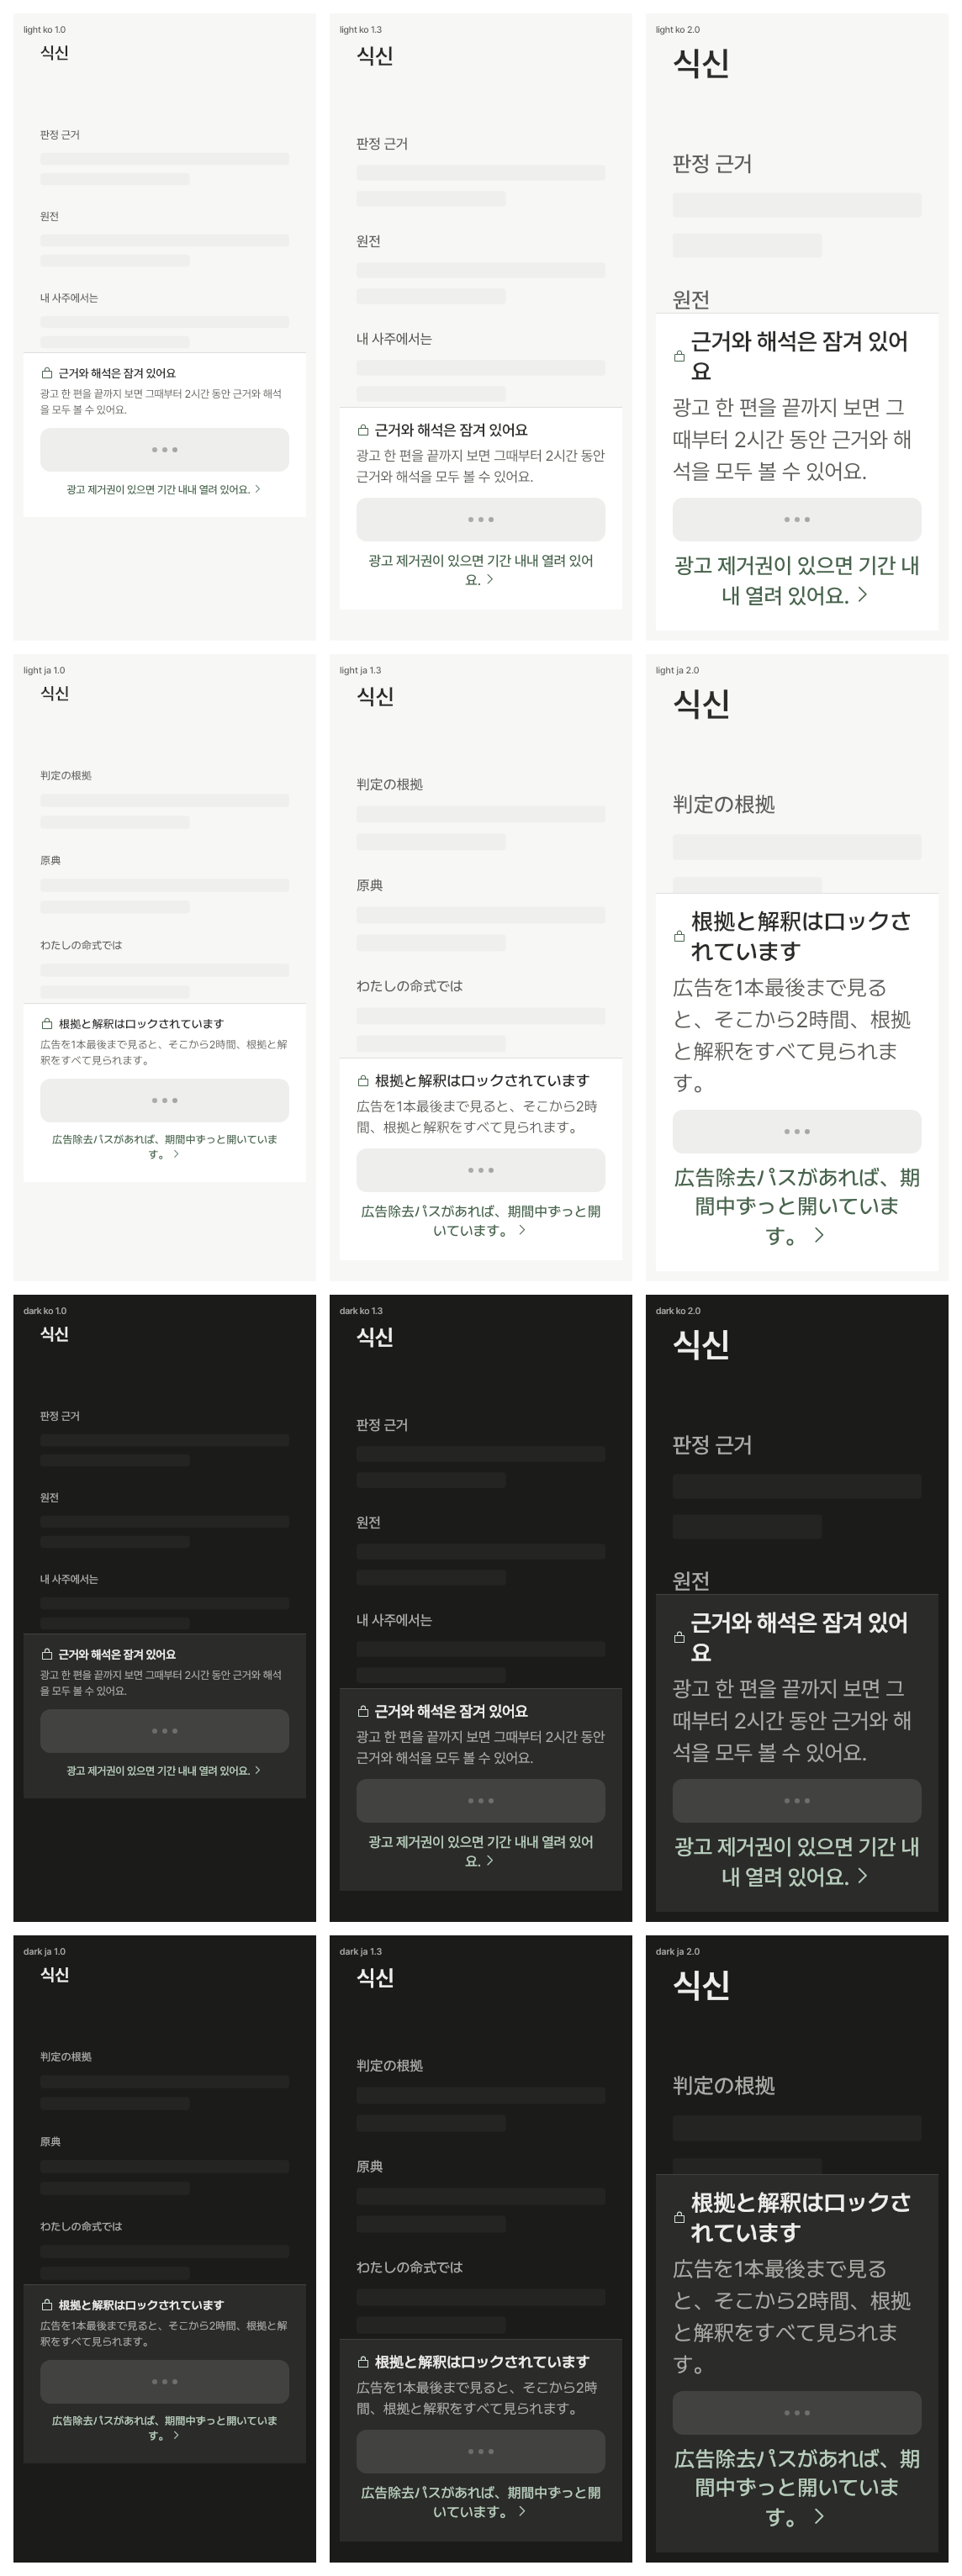 light ko 1.0
식신
판정 근거
원전
내 사주에서는
근거와 해석은 잠겨 있어요
광고 한 편을 끝까지 보면 그때부터 2시간 동안 근거와 해석
을 모두 볼 수 있어요.
광고 제거권이 있으면 기간 내내 열려 있어요.
light ko 1.3
식신
판정 근거
원전
내 사주에서는
근거와 해석은 잠겨 있어요
광고 한 편을 끝까지 보면 그때부터 2시간 동안
근거와 해석을 모두 볼 수 있어요.
광고 제거권이 있으면 기간 내내 열려 있어
요.
light ko 2.0
식신
판정 근거
원전
근거와 해석은 잠겨 있어
요
광고 한 편을 끝까지 보면 그
때부터 2시간 동안 근거와 해
석을 모두 볼 수 있어요.
광고 제거권이 있으면 기간 내
내 열려 있어요.
light ja 1.0
식신
判定の根拠
原典
わたしの命式では
根拠と解釈はロックされています
広告を1本最後まで見ると、そこから2時間、根拠と解
釈をすべて見られます。
広告除去パスがあれば、期間中ずっと開いていま
す。
light ja 1.3
식신
判定の根拠
原典
わたしの命式では
根拠と解釈はロックされています
広告を1本最後まで見ると、そこから2時
間、根拠と解釈をすべて見られます。
広告除去パスがあれば、期間中ずっと開
いています。
light ja 2.0
식신
判定の根拠
根拠と解釈はロックさ
れています
広告を1本最後まで見る
と、そこから2時間、根拠
と解釈をすべて見られま
す。
広告除去パスがあれば、期
間中ずっと開いていま
す。
dark ko 1.0
식신
판정 근거
원전
내 사주에서는
근거와 해석은 잠겨 있어요
광고 한 편을 끝까지 보면 그때부터 2시간 동안 근거와 해석
을 모두 볼 수 있어요.
광고 제거권이 있으면 기간 내내 열려 있어요.
dark ko 1.3
식신
판정 근거
원전
내 사주에서는
근거와 해석은 잠겨 있어요
광고 한 편을 끝까지 보면 그때부터 2시간 동안
근거와 해석을 모두 볼 수 있어요.
광고 제거권이 있으면 기간 내내 열려 있어
요.
dark ko 2.0
식신
판정 근거
원전
근거와 해석은 잠겨 있어
요
광고 한 편을 끝까지 보면 그
때부터 2시간 동안 근거와 해
석을 모두 볼 수 있어요.
광고 제거권이 있으면 기간 내
내 열려 있어요.
dark ja 1.0
식신
判定の根拠
原典
わたしの命式では
根拠と解釈はロックされています
広告を1本最後まで見ると、そこから2時間、根拠と解
釈をすべて見られます。
広告除去パスがあれば、期間中ずっと開いていま
す。
dark ja 1.3
식신
判定の根拠
原典
わたしの命式では
根拠と解釈はロックされています
広告を1本最後まで見ると、そこから2時
間、根拠と解釈をすべて見られます。
広告除去パスがあれば、期間中ずっと開
いています。
dark ja 2.0
식신
判定の根拠
根拠と解釈はロックさ
れています
広告を1本最後まで見る
と、そこから2時間、根拠
と解釈をすべて見られま
す。
広告除去パスがあれば、期
間中ずっと開いていま
す。